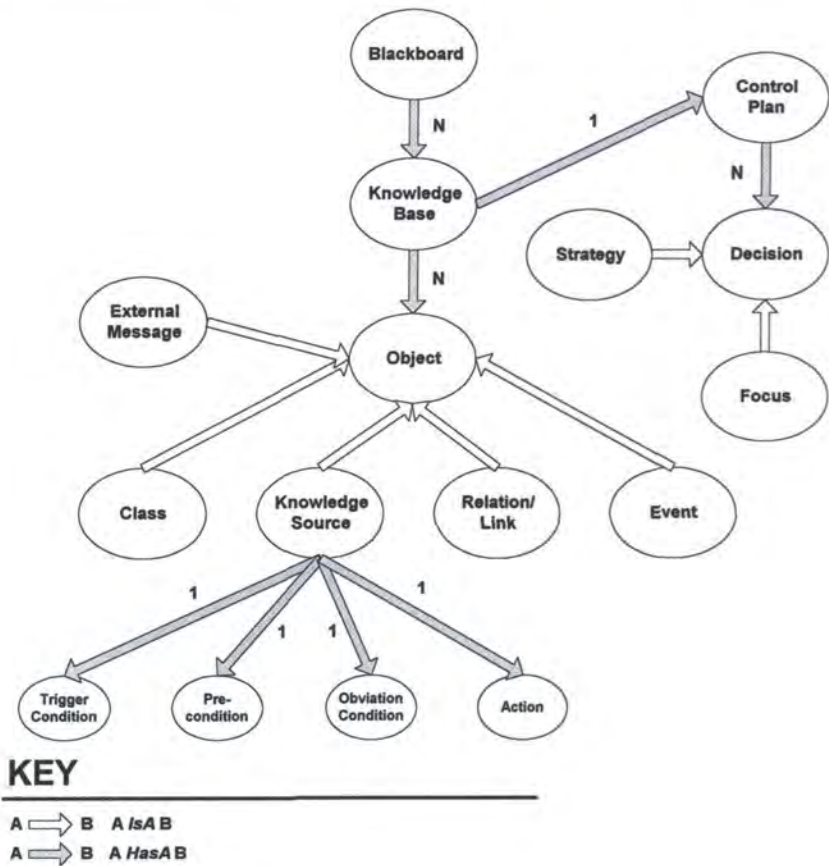 Blackboard
N
Control
Plan
1
Knowledge
Base
N
N
Strategy
Decision
External
Message
Object
Focus
Class
Knowledge
Source
Relation/
Link
Event
1
1
1
1
Trigger
Condition
Pre-
condition
Obviation
Condition
Action
KEY
A B A IsA B
A B A HasA B